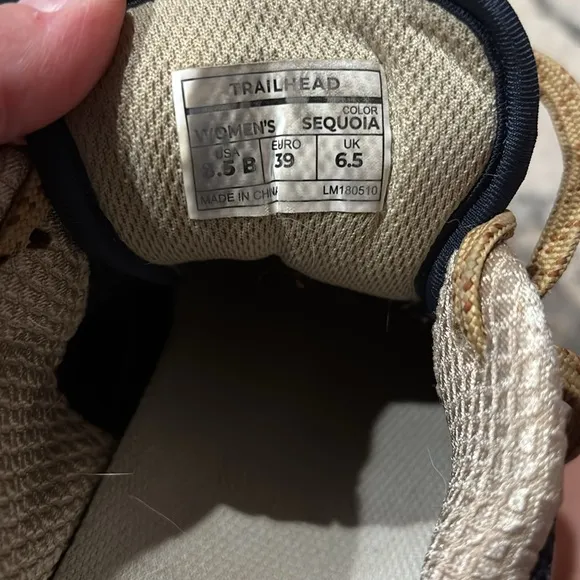 TRAILHEAD
COLOR
WOMEN'S SEQUOIA
USA EURO UK
8.5 B 39 6.5
MADE IN CHINA LM180510